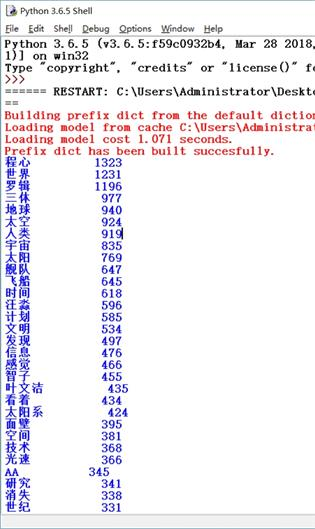 Python 3.6.5 Shell
File Edit Shell Debug Options Window Help
Python 3.6.5 (v3.6.5:f59c0932b4, Mar 28 2018,
1)] on win32
Type "copyright", "credits" or "license()" fo
>>>
====== RESTART: C:\Users\Administrator\Deskto
==
Building prefix dict from the default diction
Loading model from cache C:\Users\Administrat
Loading model cost 1.071 seconds.
Prefix dict has been built succesfully.
程心 1323
世界 1231
罗辑 1196
三体 977
地球 940
太空 924
人类 919
宇宙 835
太阳 769
舰队 647
飞船 645
时间 618
汪淼 596
计划 585
文明 534
发现 497
信息 476
感觉 466
智子 455
叶文洁 435
看着 434
太阳系 424
面壁 395
空间 381
技术 368
光速 366
AA 345
研究 341
消失 338
世纪 331